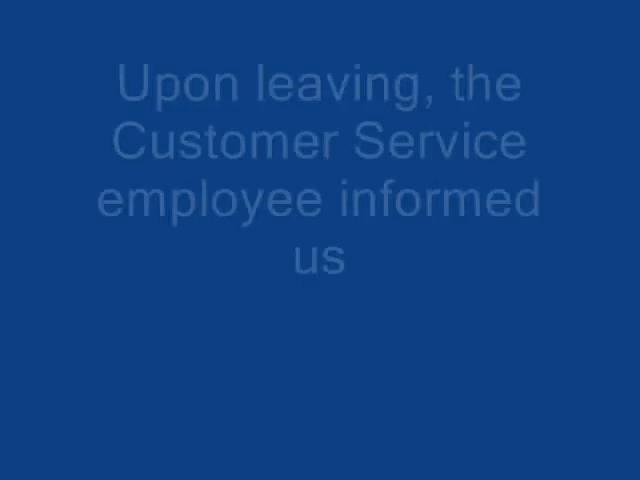 Upon leaving, the
Customer Service
employee informed
us